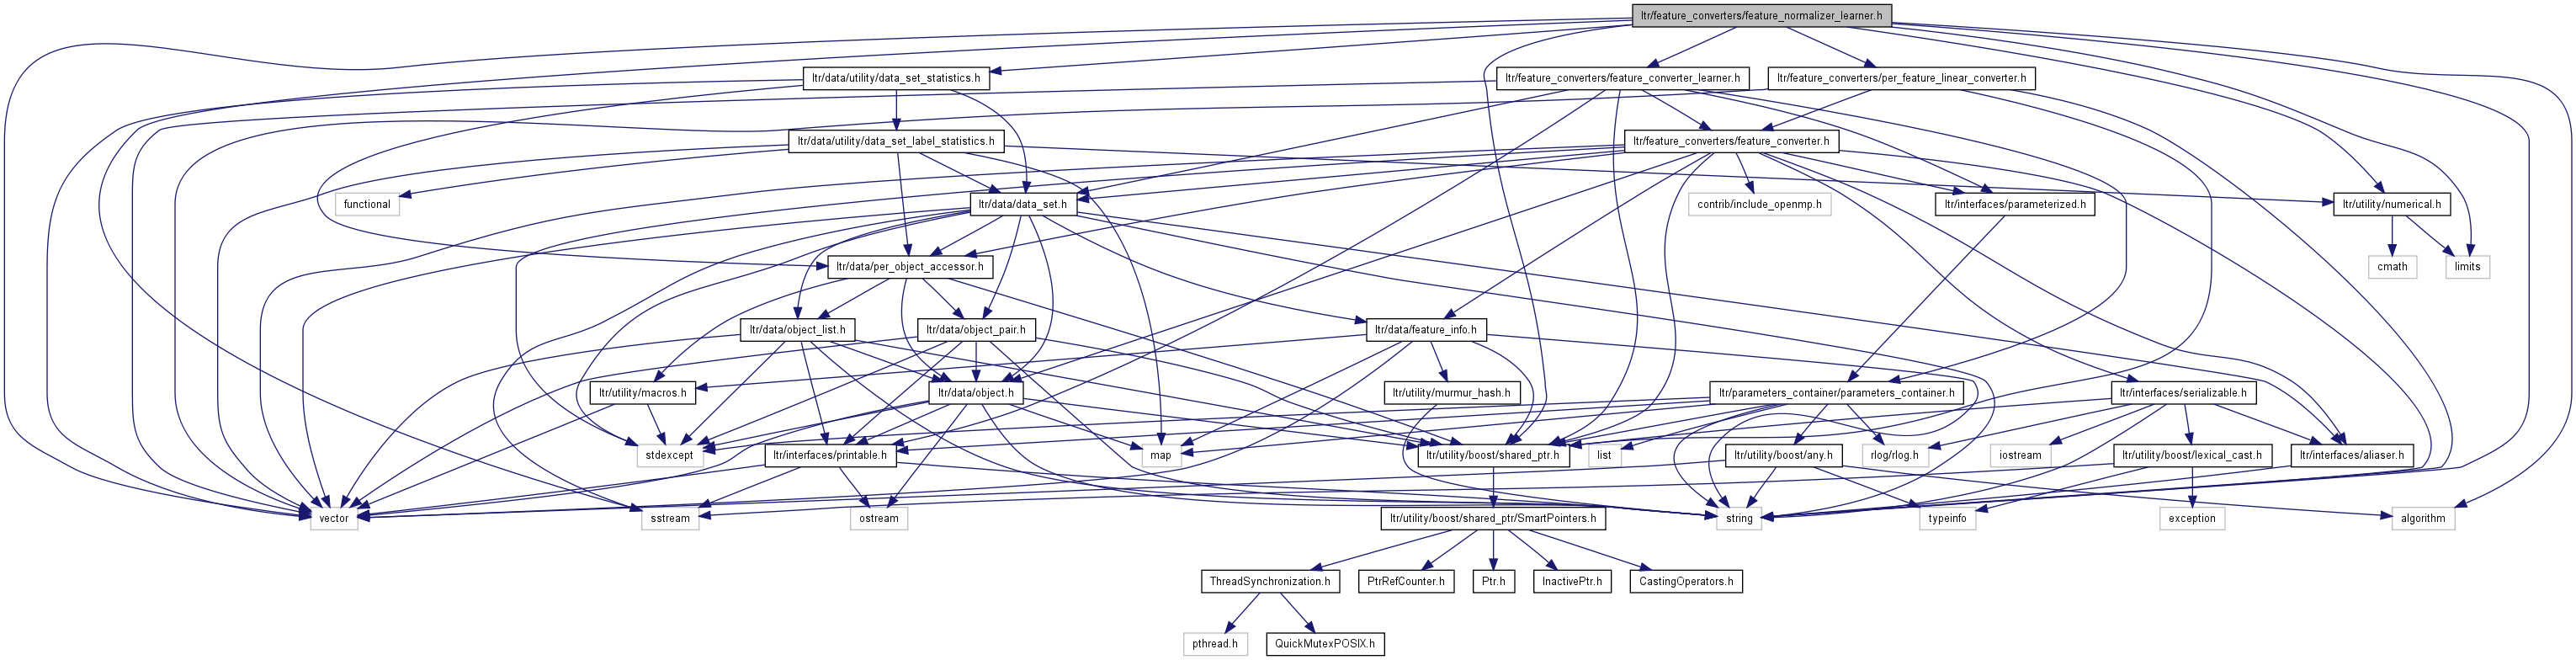 ltr/feature_converters/feature_normalizer_learner.h
ltr/data/utility/data_set_statistics.h
ltr/feature_converters/feature_converter_learner.h
ltr/feature_converters/per_feature_linear_converter.h
ltr/data/utility/data_set_label_statistics.h
ltr/feature_converters/feature_converter.h
functional
ltr/data/data_set.h
contrib/include_openmp.h
ltr/interfaces/parameterized.h
ltr/utility/numerical.h
ltr/data/per_object_accessor.h
cmath
limits
ltr/data/object_list.h
ltr/data/object_pair.h
ltr/data/feature_info.h
ltr/utility/macros.h
ltr/data/object.h
ltr/utility/murmur_hash.h
ltr/parameters_container/parameters_container.h
ltr/interfaces/serializable.h
stdexcept
ltr/interfaces/printable.h
map
ltr/utility/boost/shared_ptr.h
list
ltr/utility/boost/any.h
rlog/rlog.h
iostream
ltr/utility/boost/lexical_cast.h
ltr/interfaces/aliaser.h
vector
sstream
ostream
ltr/utility/boost/shared_ptr/SmartPointers.h
string
typeinfo
exception
algorithm
ThreadSynchronization.h
PtrRefCounter.h
Ptr.h
InactivePtr.h
CastingOperators.h
pthread.h
QuickMutexPOSIX.h